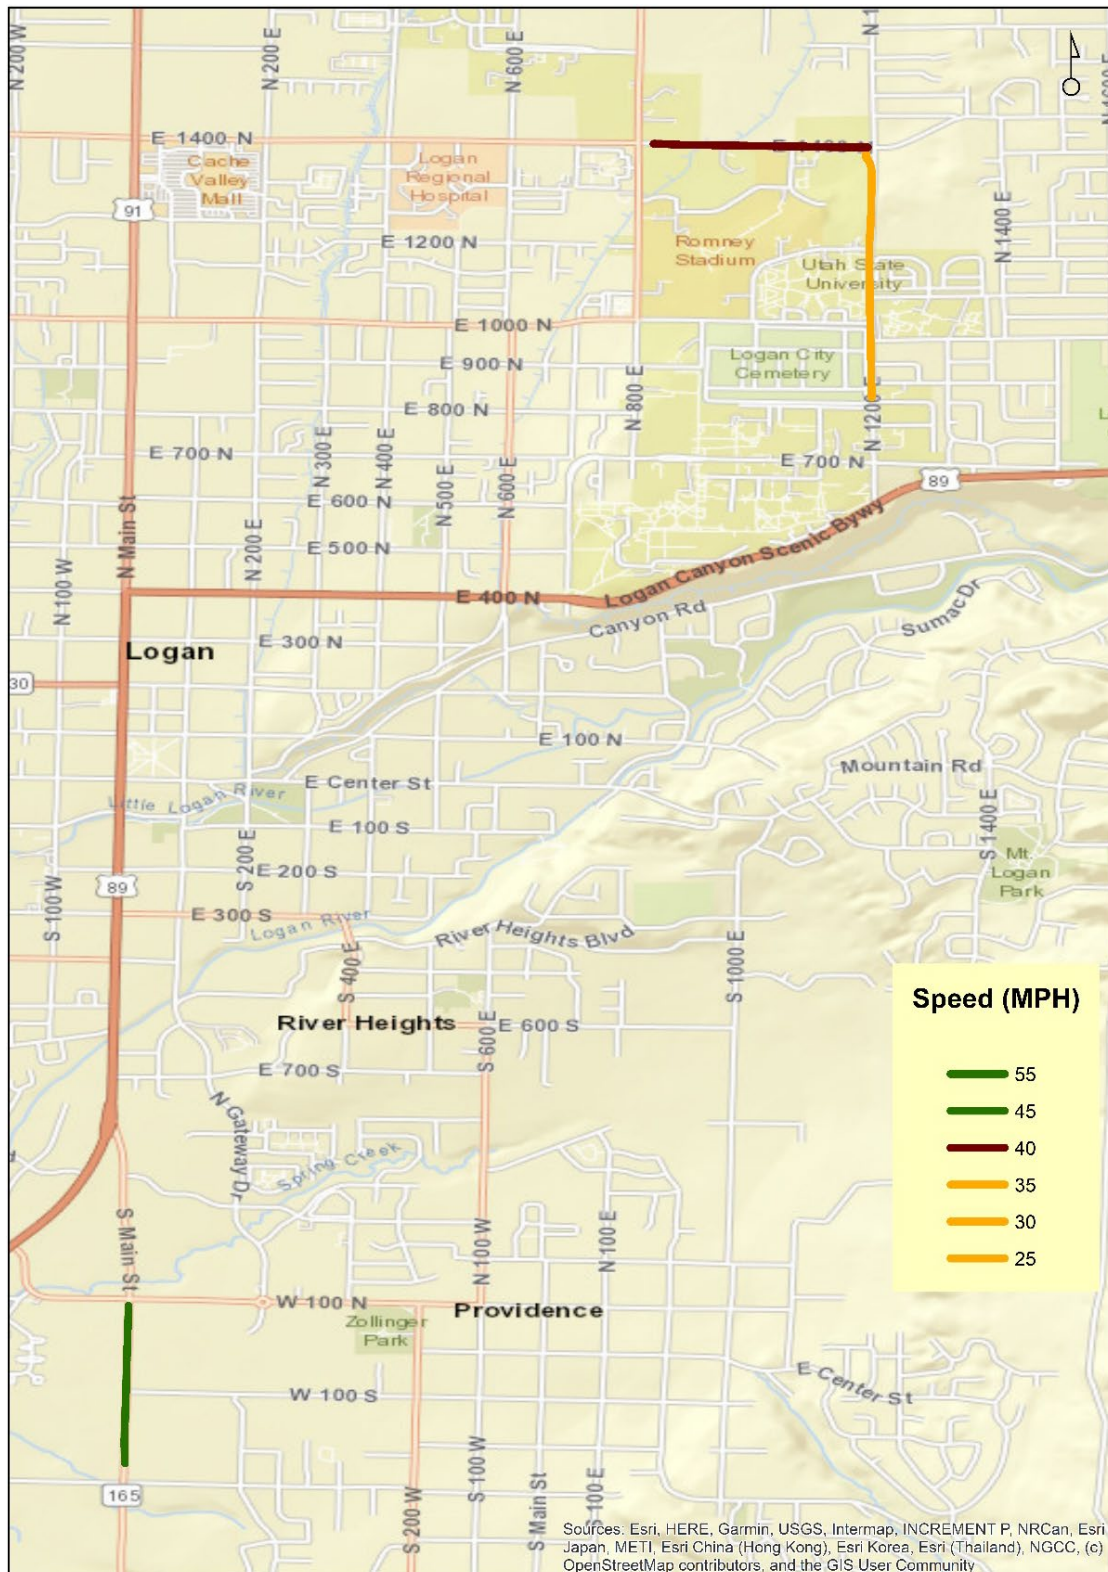 N 200 W
N 200 E
N 600 E
N 1
N 1600 E
E 1400 N
Cache
Valley
Mall
Logan
Regional
Hospital
91
E 1200 N
Romney
Stadium
Utah State
University
N 1400 E
E 1000 N
E 900 N
Logan City
Cemetery
N 800 E
E 800 N
N 1200 E
L
E 700 N
N 300 E
N 400 E
N 500 E
N 600 E
E 700 N
89
E 600 N
N Main St
N 200 E
E 500 N
N 100 W
Logan Canyon Scenic Bywy
E 400 N
Canyon Rd
Sumac Dr
E 300 N
Logan
30
E 100 N
Mountain Rd
E Center St
Little Logan River
E 100 S
S 200 E
S 1400 E
E 200 S
Mt.
Logan
Park
89
S 100 W
E 300 S
Logan River
River Heights Blvd
S 400 E
S 1000 E
River Heights
E 600 S
S 600 E
E 700 S
Speed (MPH)
55
45
40
35
30
25
N Gateway Dr
Spring Creek
S Main St
N 100 W
N 100 E
W 100 N
Providence
Zollinger
Park
E Center St
W 100 S
165
S 200 W
S 100 W
S Main St
S 100 E
Sources: Esri, HERE, Garmin, USGS, Intermap, INCREMENT P, NRCan, Esri
Japan, METI, Esri China (Hong Kong), Esri Korea, Esri (Thailand), NGCC, (c)
OpenStreetMap contributors, and the GIS User Community